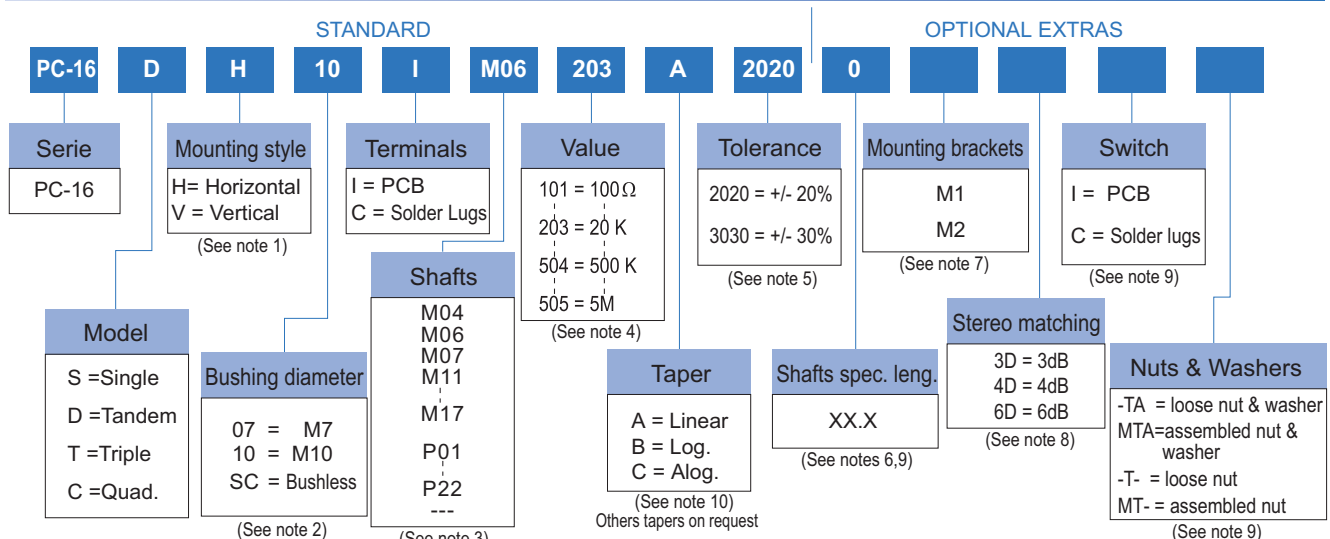 STANDARD
OPTIONAL EXTRAS
PC-16 D H 10 I M06 203 A 2020 0
Serie
PC-16
Mounting style
H= Horizontal
V = Vertical
(See note 1)
Terminals
I = PCB
C = Solder Lugs
Value
101 = 100Ω
203 = 20 K
504 = 500 K
505 = 5M
(See note 4)
Tolerance
2020 = +/- 20%
3030 = +/- 30%
(See note 5)
Mounting brackets
M1
M2
(See note 7)
Switch
I = PCB
C = Solder lugs
(See note 9)
Model
S =Single
D =Tandem
T =Triple
C =Quad.
Bushing diameter
07 = M7
10 = M10
SC = Bushless
(See note 2)
Shafts
M04
M06
M07
M11
M17
P01
P22
---
(See note 3)
Taper
A = Linear
B = Log.
C = Alog.
(See note 10)
Others tapers on request
Shafts spec. leng.
XX.X
(See notes 6,9)
Stereo matching
3D = 3dB
4D = 4dB
6D = 6dB
(See note 8)
Nuts & Washers
-TA = loose nut & washer
MTA=assembled nut &
washer
-T- = loose nut
MT- = assembled nut
(See note 9)